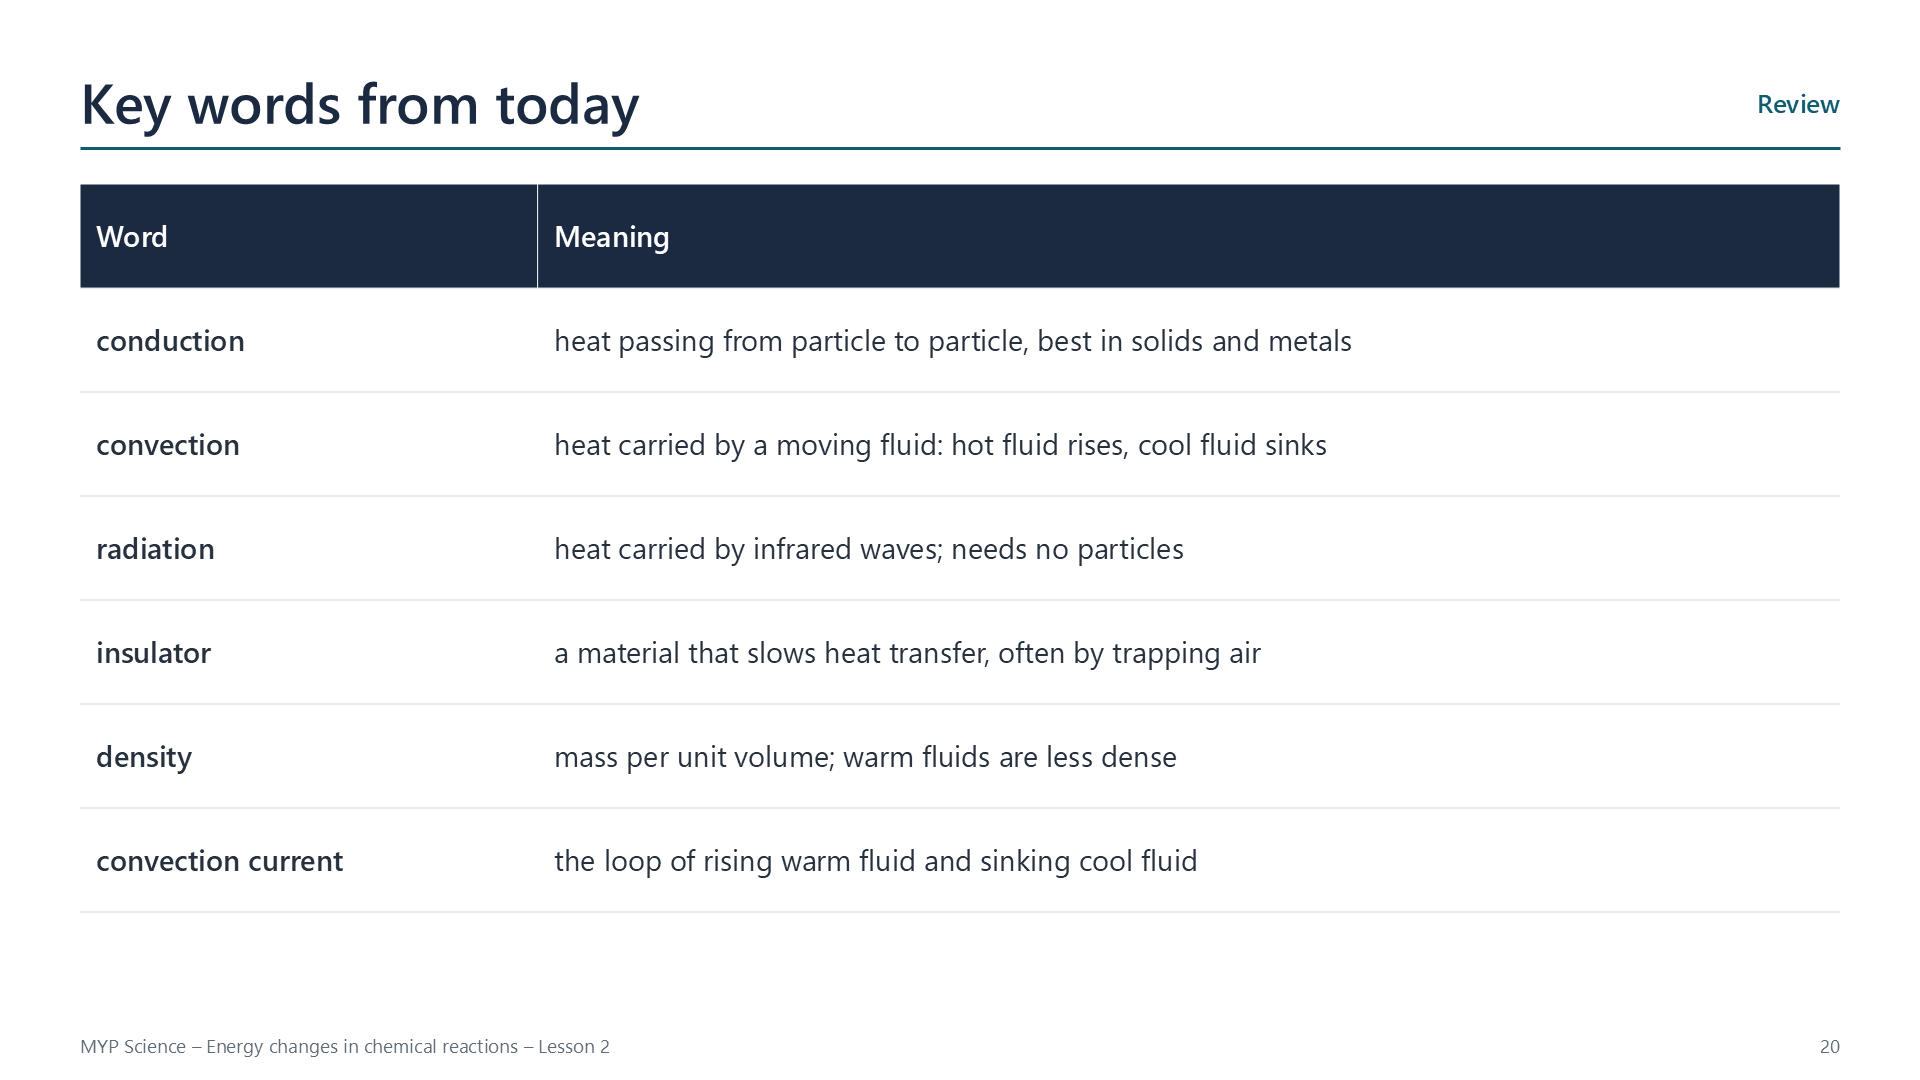 Key words from today
Review
Word Meaning
conduction heat passing from particle to particle, best in solids and metals
convection heat carried by a moving fluid: hot fluid rises, cool fluid sinks
radiation heat carried by infrared waves; needs no particles
insulator a material that slows heat transfer, often by trapping air
density mass per unit volume; warm fluids are less dense
convection current the loop of rising warm fluid and sinking cool fluid
MYP Science – Energy changes in chemical reactions – Lesson 2 20